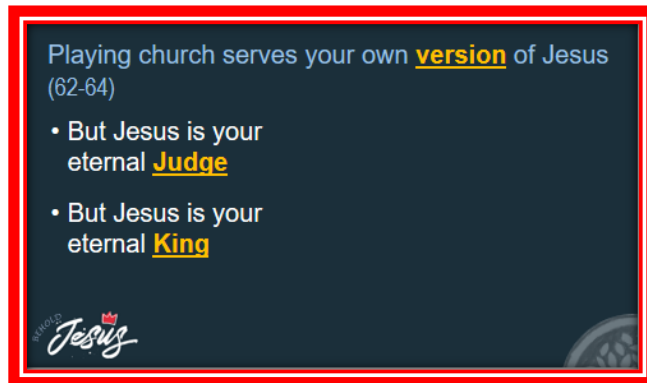 Playing church serves your own version of Jesus
(62-64)
• But Jesus is your
eternal Judge
• But Jesus is your
eternal King
BEHOLD
Jesus